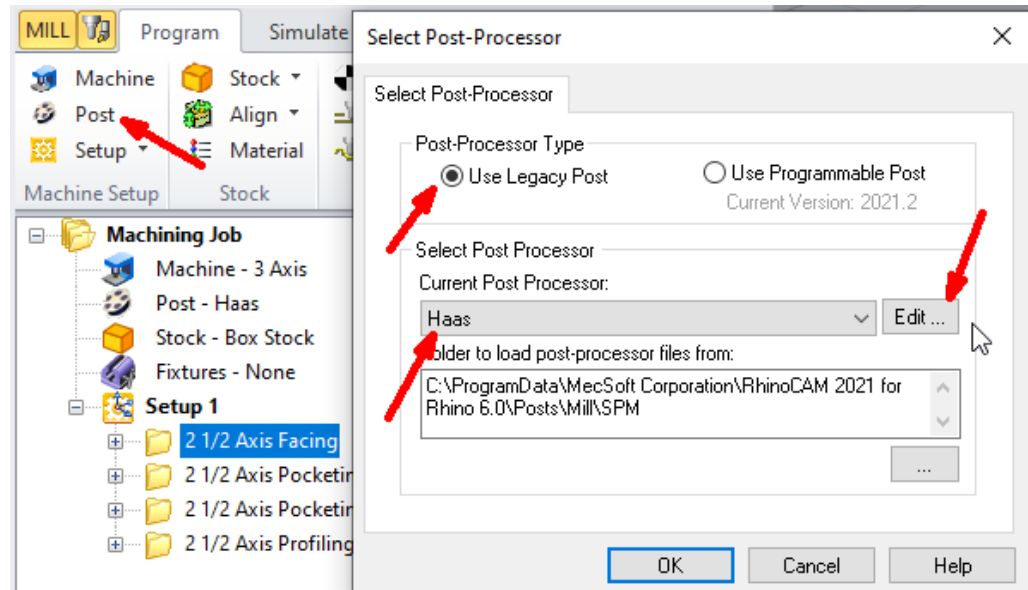 MILL Program Simulate
Machine Stock
Post Align
Setup Material
Machine Setup Stock
Machining Job
Machine - 3 Axis
Post - Haas
Stock - Box Stock
Fixtures - None
Setup 1
2 1/2 Axis Facing
2 1/2 Axis Pocketin
2 1/2 Axis Pocketin
2 1/2 Axis Profiling
Select Post-Processor
Select Post-Processor
Post-Processor Type
Use Legacy Post Use Programmable Post
Current Version: 2021.2
Select Post Processor
Current Post Processor:
Haas Edit ...
older to load post-processor files from:
C:\ProgramData\MecSoft Corporation\RhinoCAM 2021 for
Rhino 6.0\Posts\Mill\SPM
...
OK Cancel Help